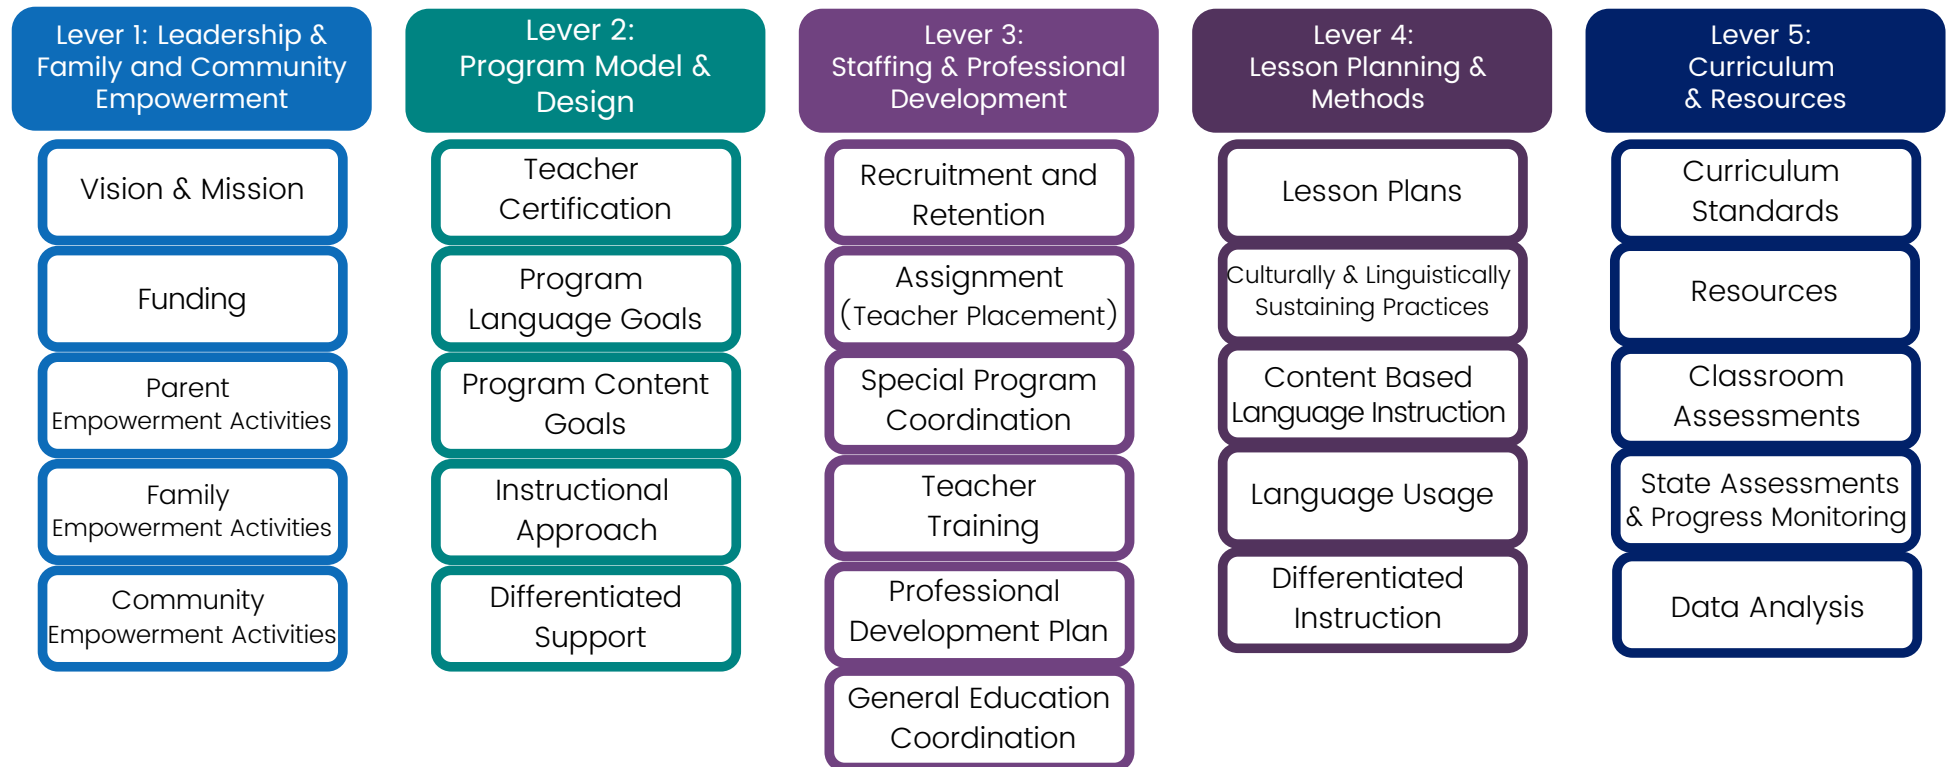 Lever 1: Leadership &
Family and Community
Empowerment
Vision & Mission
Funding
Parent
Empowerment Activities
Family
Empowerment Activities
Community
Empowerment Activities
Lever 2:
Program Model &
Design
Teacher
Certification
Program
Language Goals
Program Content
Goals
Instructional
Approach
Differentiated
Support
Lever 3:
Staffing & Professional
Development
Recruitment and
Retention
Assignment
(Teacher Placement)
Special Program
Coordination
Teacher
Training
Professional
Development Plan
General Education
Coordination
Lever 4:
Lesson Planning &
Methods
Lesson Plans
Culturally & Linguistically
Sustaining Practices
Content Based
Language Instruction
Language Usage
Differentiated
Instruction
Lever 5:
Curriculum
& Resources
Curriculum
Standards
Resources
Classroom
Assessments
State Assessments
& Progress Monitoring
Data Analysis